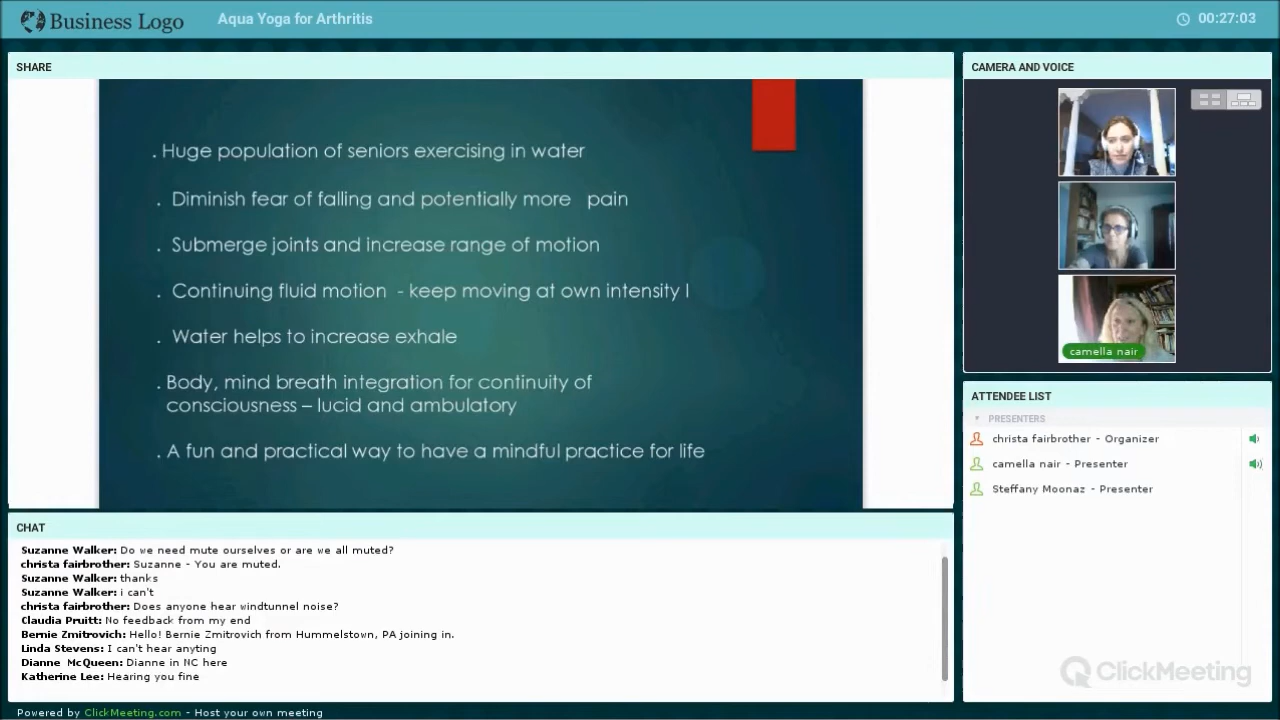 Business Logo
Aqua Yoga for Arthritis
00:27:03
SHARE
. Huge population of seniors exercising in water
. Diminish fear of falling and potentially more pain
. Submerge joints and increase range of motion
. Continuing fluid motion - keep moving at own intensity l
. Water helps to increase exhale
. Body, mind breath integration for continuity of
consciousness – lucid and ambulatory
. A fun and practical way to have a mindful practice for life
CAMERA AND VOICE
camella nair
ATTENDEE LIST
PRESENTERS
christa fairbrother - Organizer
camella nair - Presenter
Steffany Moonaz - Presenter
CHAT
Suzanne Walker: Do we need mute ourselves or are we all muted?
christa fairbrother: Suzanne - You are muted.
Suzanne Walker: thanks
Suzanne Walker: i can't
christa fairbrother: Does anyone hear windtunnel noise?
Claudia Pruitt: No feedback from my end
Bernie Zmitrovich: Hello! Bernie Zmitrovich from Hummelstown, PA joining in.
Linda Stevens: I can't hear anyting
Dianne McQueen: Dianne in NC here
Katherine Lee: Hearing you fine
ClickMeeting
Powered by ClickMeeting.com - Host your own meeting